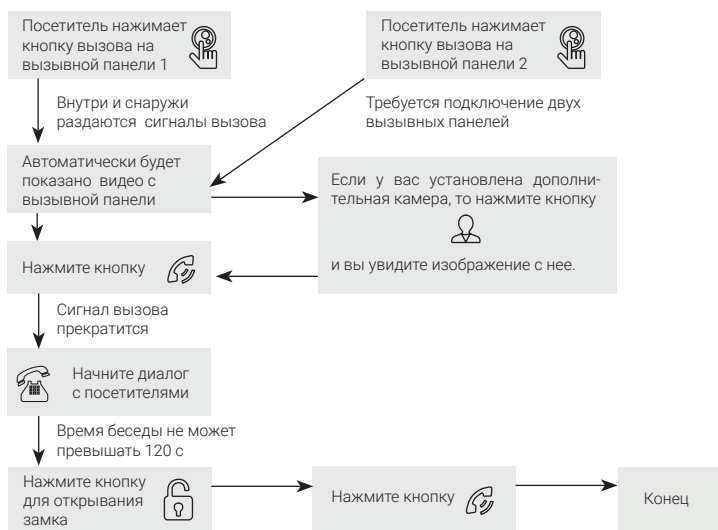 Посетитель нажимает
кнопку вызова на
вызывной панели 1
Посетитель нажимает
кнопку вызова на
вызывной панели 2
Внутри и снаружи
раздаются сигналы вызова
Требуется подключение двух
вызывных панелей
Автоматически будет
показано видео с
вызывной панели
Если у вас установлена дополни-
тельная камера, то нажмите кнопку
и вы увидите изображение с нее.
Нажмите кнопку
Сигнал вызова
прекратится
Начните диалог
с посетителями
Время беседы не может
превышать 120 с
Нажмите кнопку
для открывания
замка
Нажмите кнопку
Конец